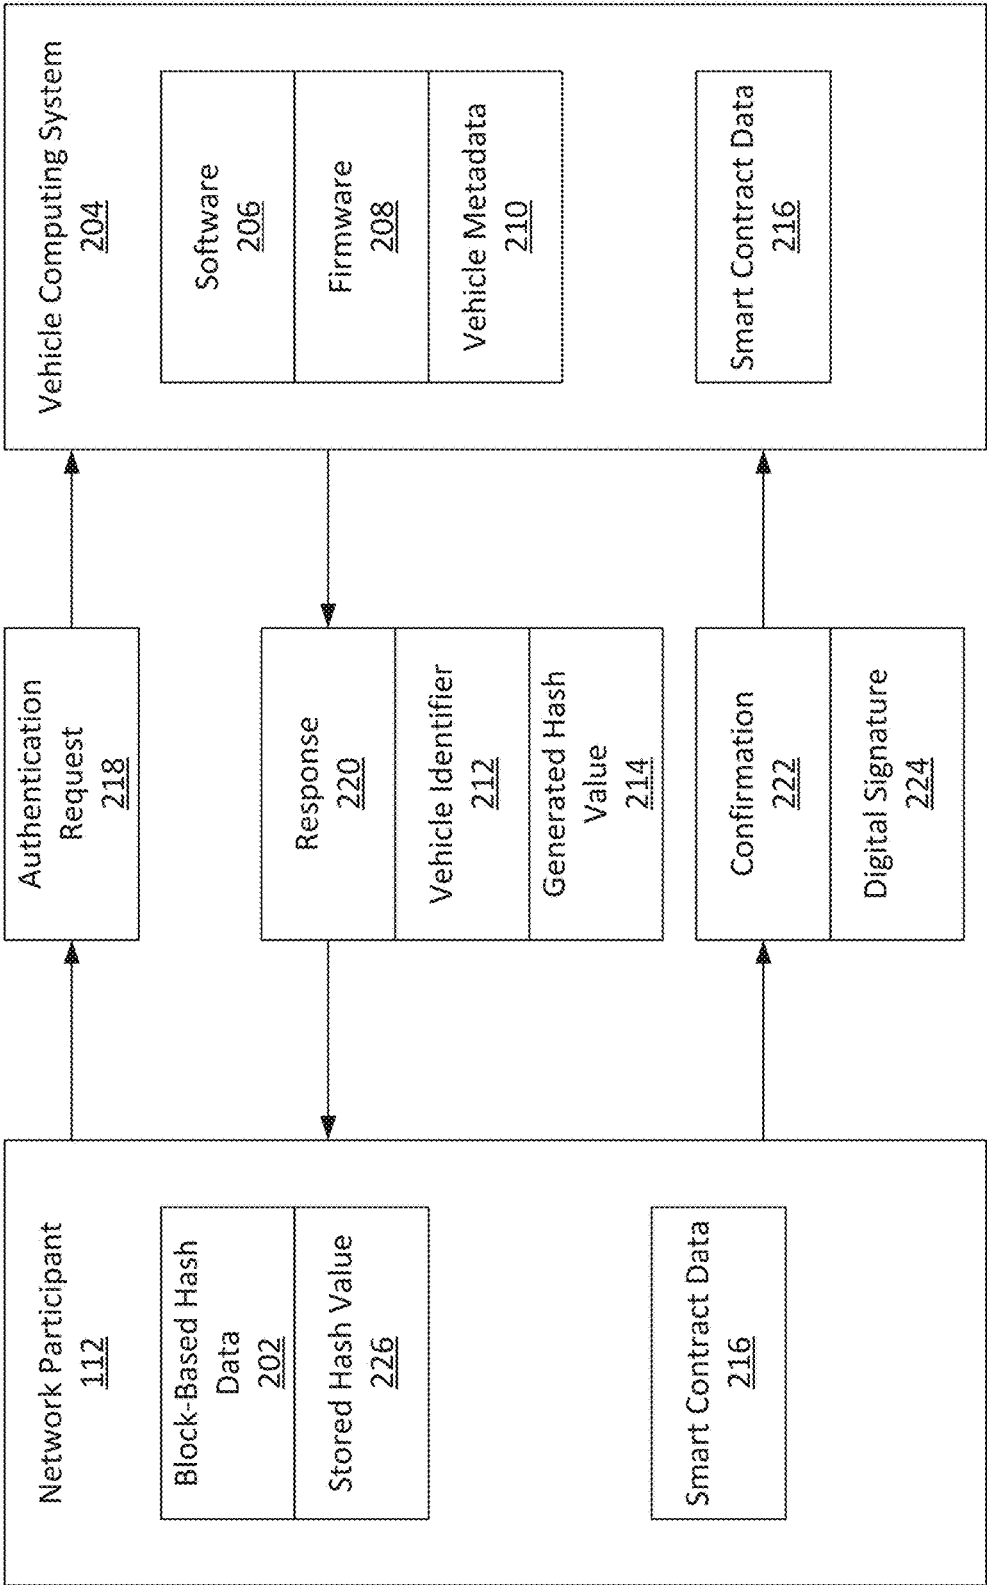 Network Participant
112
Block-Based Hash
Data
202
Stored Hash Value
226
Smart Contract Data
216
Authentication
Request
218
Response
220
Vehicle Identifier
212
Generated Hash
Value
214
Confirmation
222
Digital Signature
224
Vehicle Computing System
204
Software
206
Firmware
208
Vehicle Metadata
210
Smart Contract Data
216